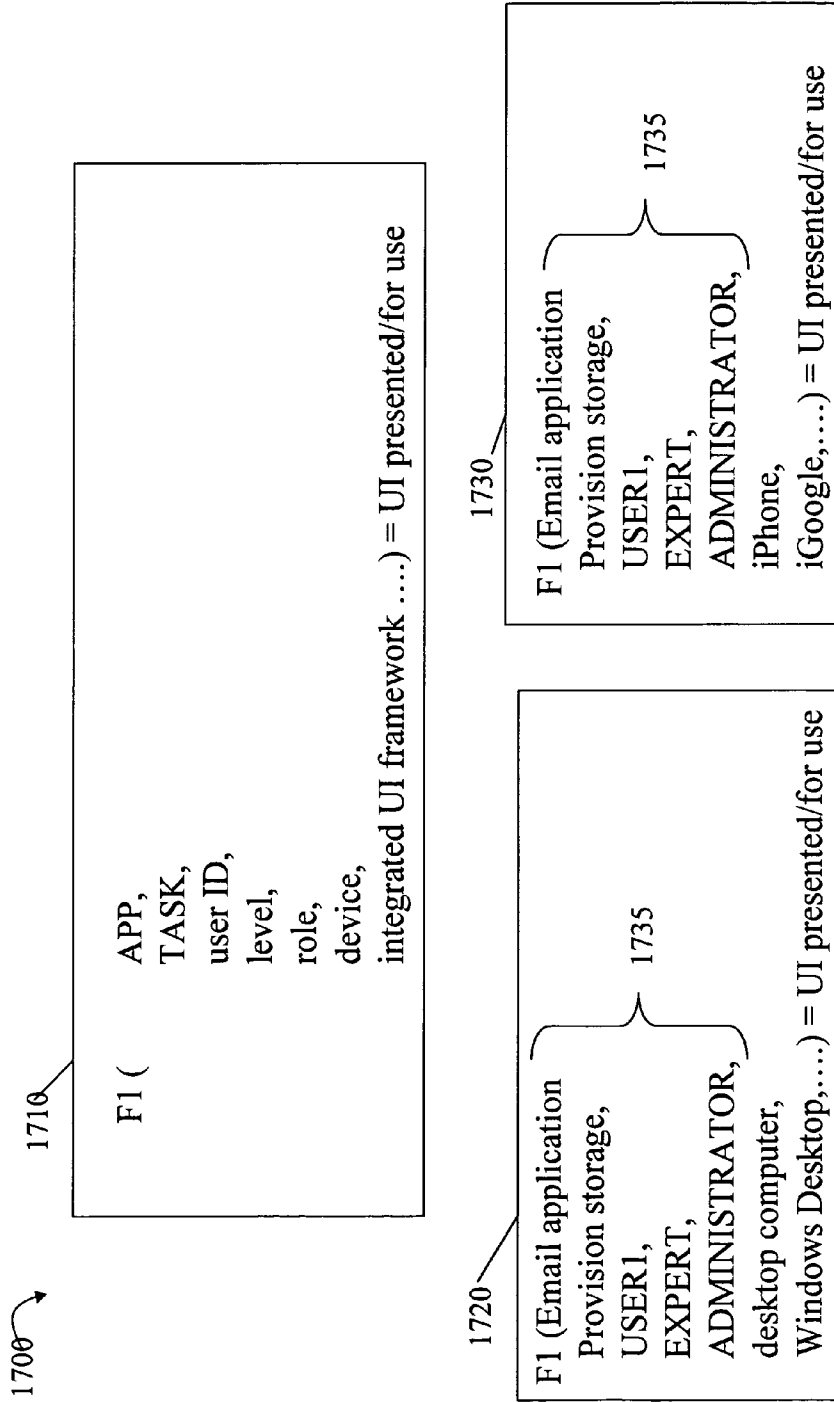 1700
1710
F1 (
APP,
TASK,
user ID,
level,
role,
device,
integrated UI framework ....) = UI presented/for use
1720
F1 (Email application
Provision storage,
USER1,
EXPERT,
ADMINISTRATOR,
desktop computer,
Windows Desktop,....) = UI presented/for use
1735
1730
F1 (Email application
Provision storage,
USER1,
EXPERT,
ADMINISTRATOR,
iPhone,
iGoogle,....) = UI presented/for use
1735